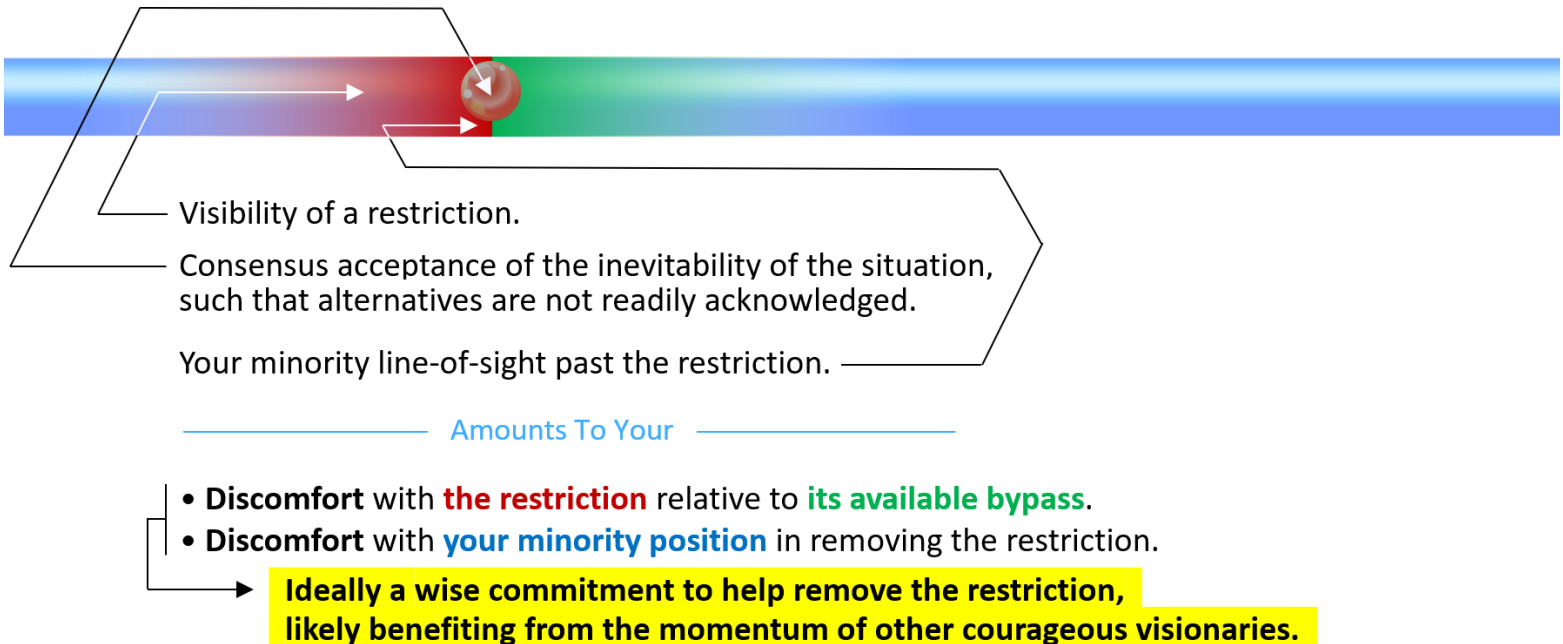 Visibility of a restriction.
Consensus acceptance of the inevitability of the situation,
such that alternatives are not readily acknowledged.
Your minority line-of-sight past the restriction.
Amounts To Your
• Discomfort with the restriction relative to its available bypass.
• Discomfort with your minority position in removing the restriction.
Ideally a wise commitment to help remove the restriction,
likely benefiting from the momentum of other courageous visionaries.